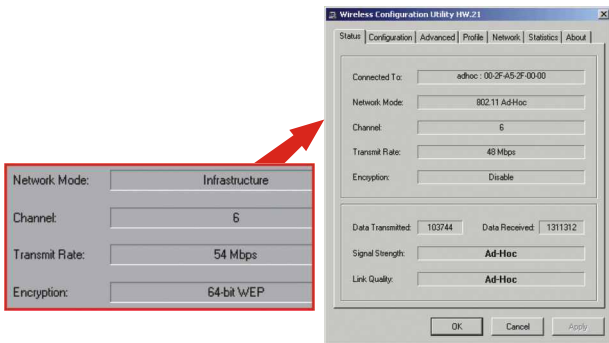 Wireless Configuration Utility HW.21
Status Configuration Advanced Profile Network Statistics About
Connected To: adhoc : 00-2F-A5-2F-00-00
Network Mode: 802.11 Ad-Hoc
Channel: 6
Transmit Rate: 48 Mbps
Encryption: Disable
Data Transmitted: 103744 Data Received: 1311312
Signal Strength: Ad-Hoc
Link Quality: Ad-Hoc
OK Cancel Apply
Network Mode: Infrastructure
Channel: 6
Transmit Rate: 54 Mbps
Encryption: 64-bit WEP